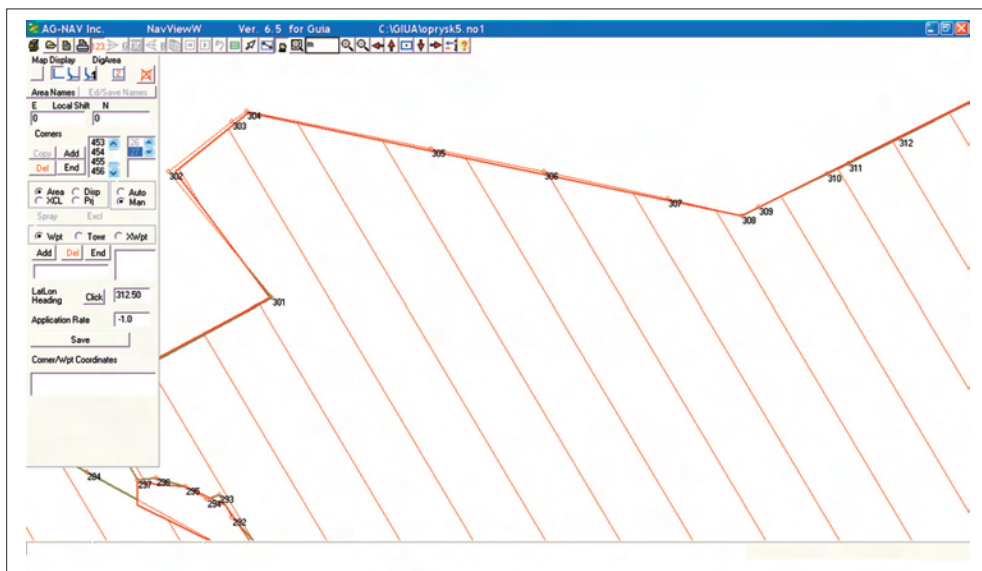 AG-NAV Inc. NavViewW Ver. 6.5 for Guia C:\GIUA\oprysk5.no1
123 m
Map Display DigArea
Area Names Ed/Save Names
E Local Shift N
0 0
Corners
453 26
Copy Add 454 27
455
Del End 456
Area Disp Auto
XCL Prj Man
Spray Excl
Wpt Towe XWpt
Add Del End
LatLon
Heading Click 312.50
Application Rate -1.0
Save
Corner/Wpt Coordinates
304
303
305
306
302
307
308
309
310
311
312
301
284
297
296
295
294
293
292